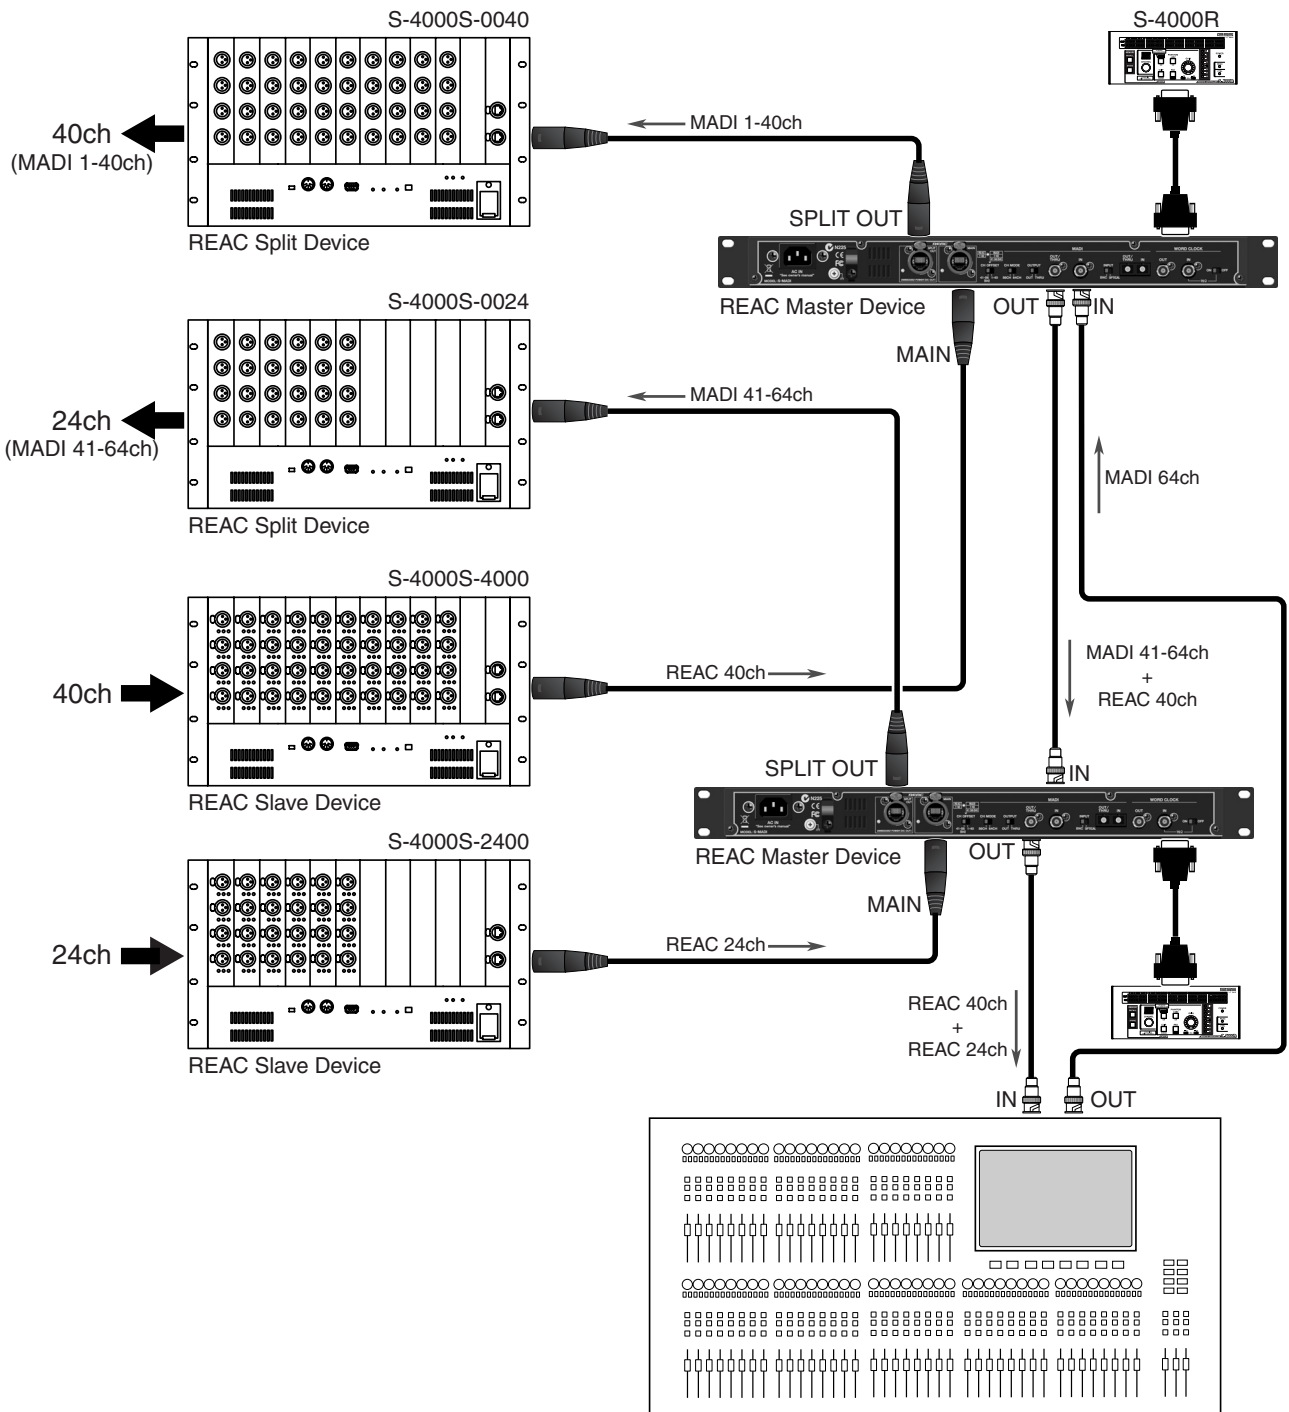 S-4000S-0040
S-4000R
40ch
(MADI 1-40ch)
MADI 1-40ch
SPLIT OUT
REAC Split Device
REAC Master Device
OUT
IN
MAIN
S-4000S-0024
MADI 41-64ch
24ch
(MADI 41-64ch)
MADI 64ch
REAC Split Device
S-4000S-4000
MADI 41-64ch
+
REAC 40ch
REAC 40ch
40ch
SPLIT OUT
IN
REAC Slave Device
S-4000S-2400
REAC Master Device
OUT
MAIN
REAC 24ch
24ch
REAC 40ch
+
REAC 24ch
REAC Slave Device
IN
OUT